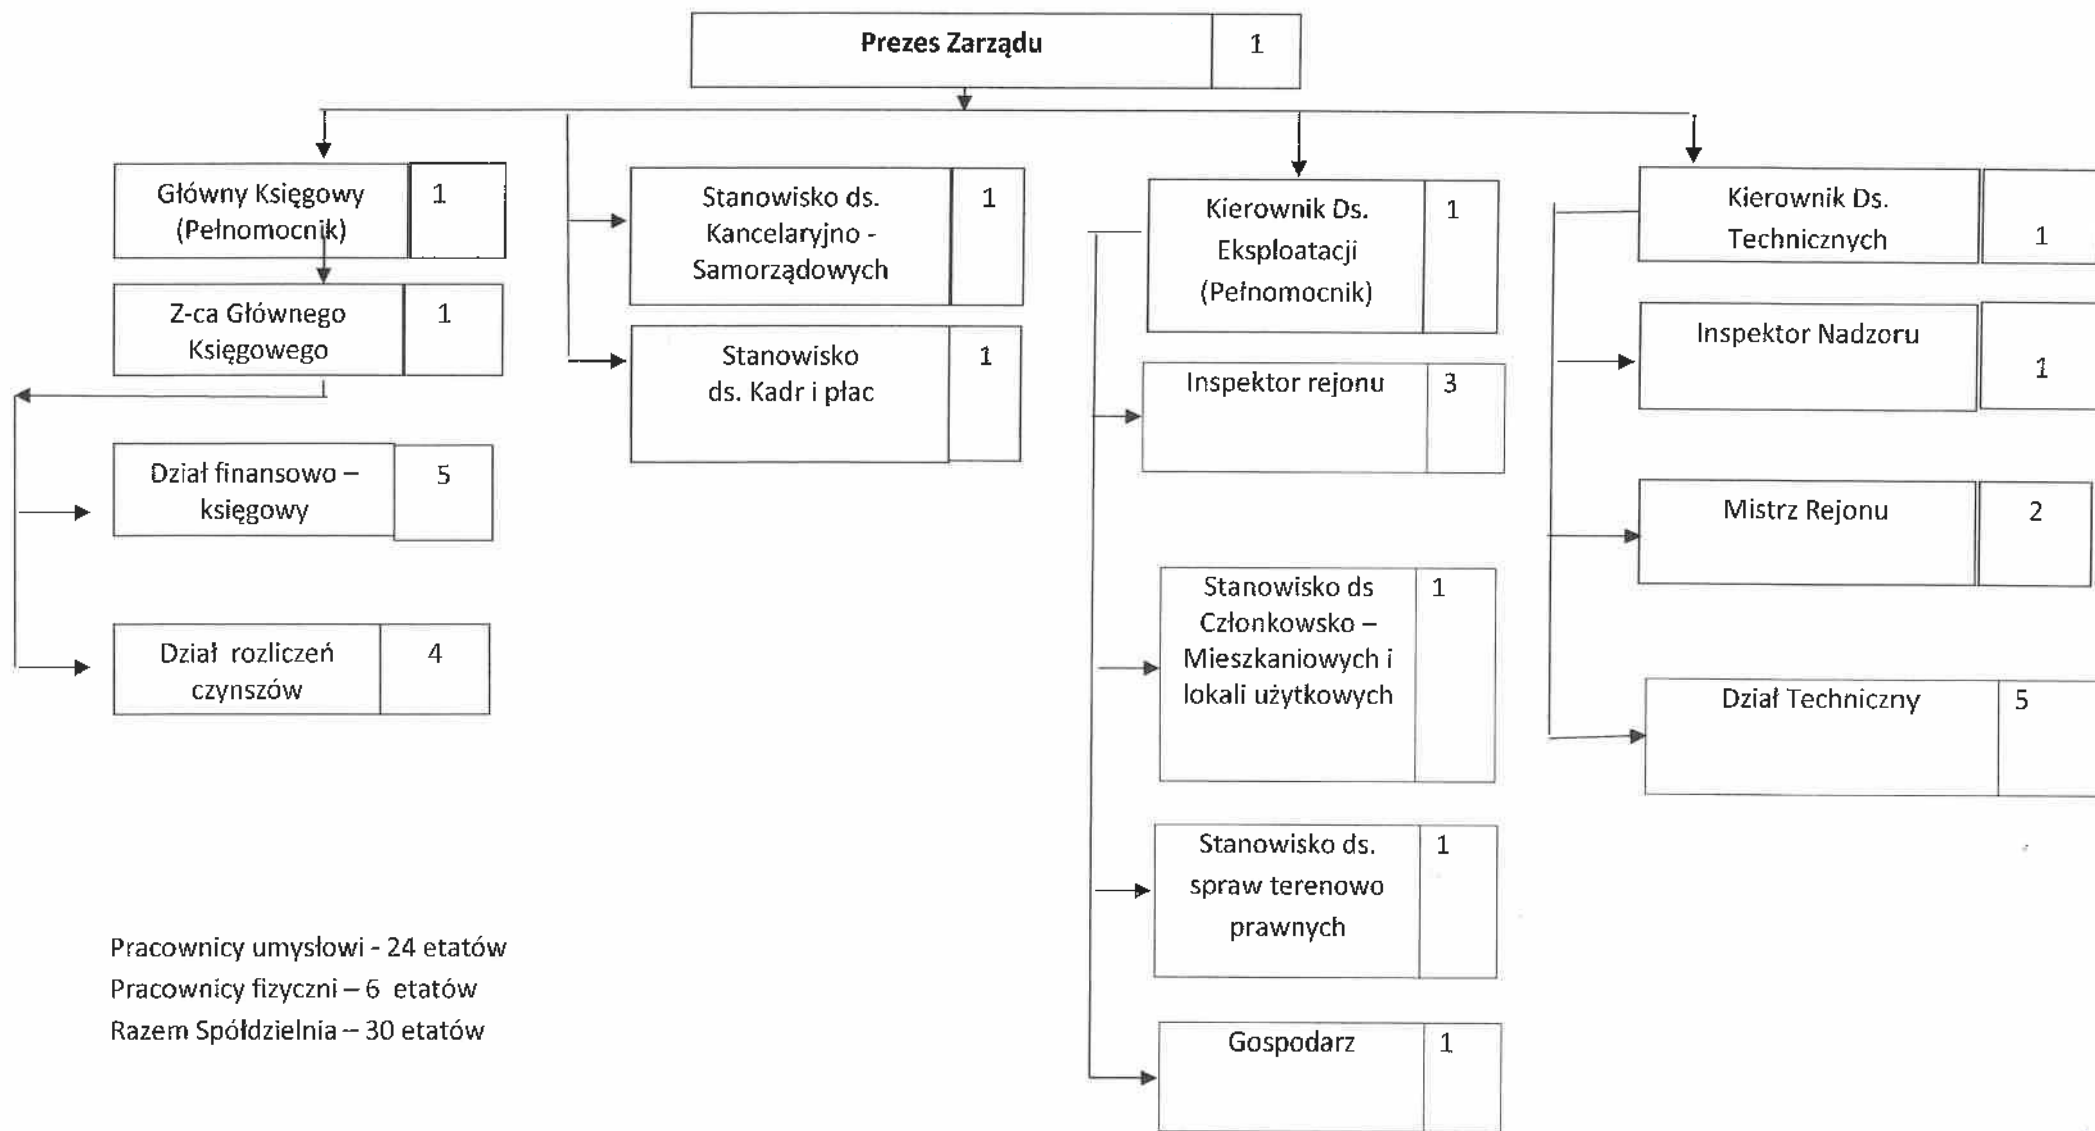 Prezes Zarządu 1
Główny Księgowy 1
(Pełnomocnik)
Z-ca Głównego 1
Księgowego
Dział finansowo – 5
księgowy
Dział rozliczeń 4
czynszów
Stanowisko ds. 1
Kancelaryjno -
Samorządowych
Stanowisko 1
ds. Kadr i płac
Kierownik Ds. 1
Eksploatacji
(Pełnomocnik)
Inspektor rejonu 3
Stanowisko ds 1
Członkowsko –
Mieszkaniowych i
lokali użytkowych
Stanowisko ds. 1
spraw terenowo
prawnych
Gospodarz 1
Kierownik Ds.
Technicznych 1
Inspektor Nadzoru
1
Mistrz Rejonu 2
Dział Techniczny 5
Pracownicy umysłowi - 24 etatów
Pracownicy fizyczni – 6 etatów
Razem Spółdzielnia – 30 etatów